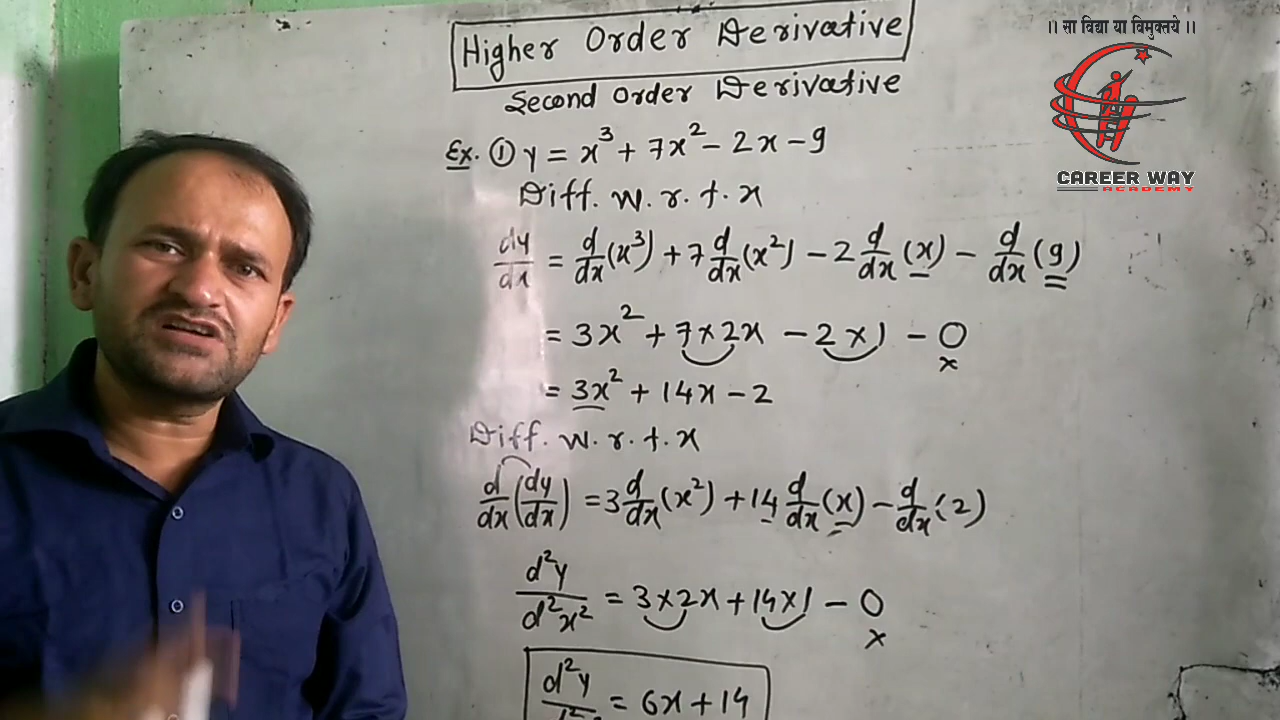 ।। सा विद्या या विमुक्तये ।।
CAREER WAY
ACADEMY
Higher Order Derivative
Second Order Derivative
Ex. ① y = x³ + 7x² - 2x - 9
Diff. w. r. t. x
dy/dx = d/dx(x³) + 7 d/dx(x²) - 2 d/dx(x) - d/dx(9)
= 3x² + 7×2x - 2×1 - 0
x
= 3x² + 14x - 2
Diff. w. r. t. x
d/dx(dy/dx) = 3 d/dx(x²) + 14 d/dx(x) - d/dx(2)
d²y/d²x² = 3×2x + 14×1 - 0
x
d²y/d² = 6x + 14